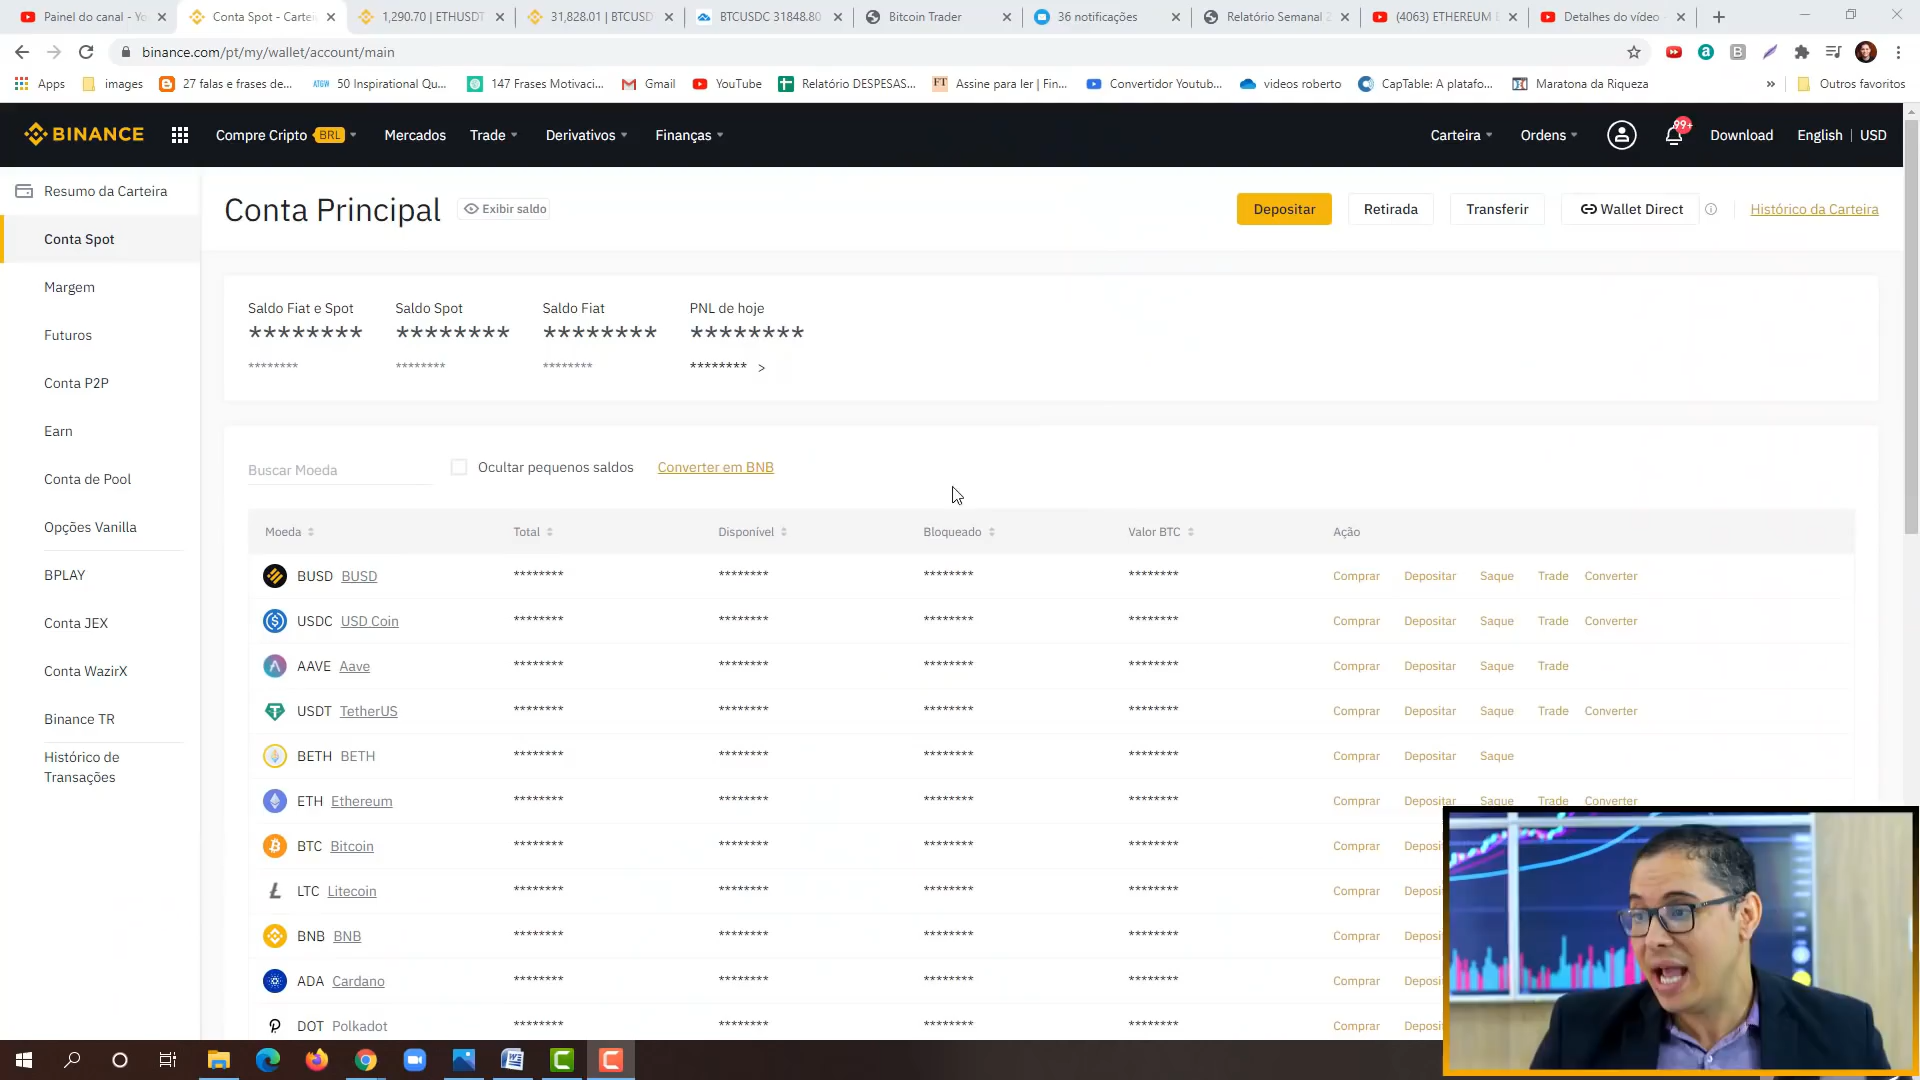 Painel do canal - Yo
Conta Spot - Cartei
1,290.70 | ETHUSDT
31,828.01 | BTCUSD
BTCUSDC 31848.80
Bitcoin Trader
36 notificações
Relatório Semanal 2
(4063) ETHEREUM E
Detalhes do vídeo -
binance.com/pt/my/wallet/account/main
Apps
images
27 falas e frases de...
50 Inspirational Qu...
147 Frases Motivaci...
Gmail
YouTube
Relatório DESPESAS...
FT Assine para ler | Fin...
Convertidor Youtub...
videos roberto
CapTable: A platafo...
Maratona da Riqueza
»
Outros favoritos
BINANCE
Compre Cripto BRL
Mercados
Trade
Derivativos
Finanças
Carteira
Ordens
99+
Download
English | USD
Resumo da Carteira
Conta Spot
Margem
Futuros
Conta P2P
Earn
Conta de Pool
Opções Vanilla
BPLAY
Conta JEX
Conta WazirX
Binance TR
Histórico de
Transações
Conta Principal
Exibir saldo
Depositar
Retirada
Transferir
Wallet Direct
Histórico da Carteira
Saldo Fiat e Spot Saldo Spot Saldo Fiat PNL de hoje
******** ******** ******** ********
******** ******** ******** ******** >
Buscar Moeda
Ocultar pequenos saldos
Converter em BNB
Moeda Total Disponível Bloqueado Valor BTC Ação
BUSD BUSD ******** ******** ******** ******** Comprar Depositar Saque Trade Converter
USDC USD Coin ******** ******** ******** ******** Comprar Depositar Saque Trade Converter
AAVE Aave ******** ******** ******** ******** Comprar Depositar Saque Trade
USDT TetherUS ******** ******** ******** ******** Comprar Depositar Saque Trade Converter
BETH BETH ******** ******** ******** ******** Comprar Depositar Saque
ETH Ethereum ******** ******** ******** ******** Comprar Depositar Saque Trade Converter
BTC Bitcoin ******** ******** ******** ******** Comprar Deposi
LTC Litecoin ******** ******** ******** ******** Comprar Deposi
BNB BNB ******** ******** ******** ******** Comprar Deposi
ADA Cardano ******** ******** ******** ******** Comprar Deposi
DOT Polkadot ******** ******** ******** ******** Comprar Deposi